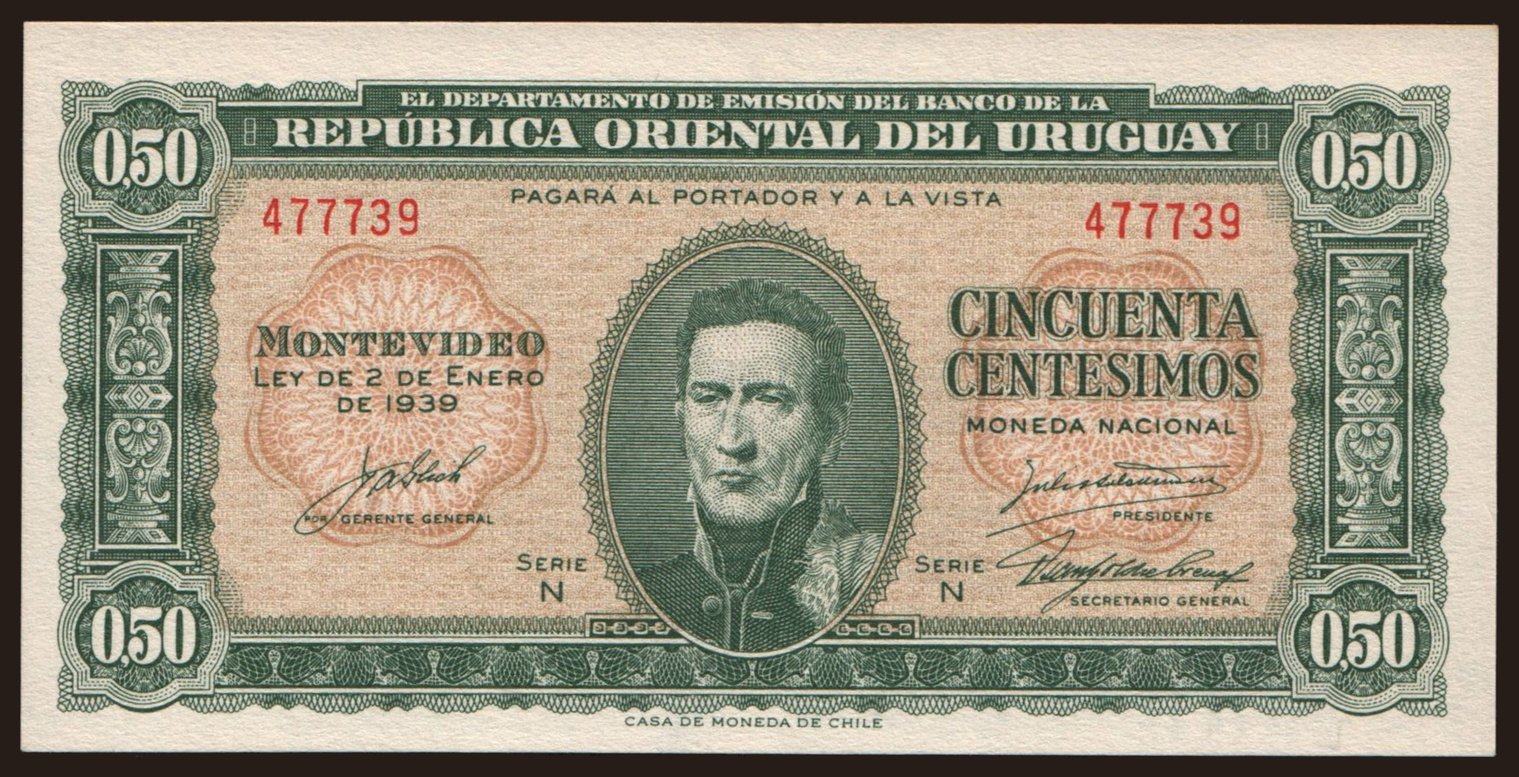 EL DEPARTAMENTO DE EMISIÓN DEL BANCO DE LA
REPÚBLICA ORIENTAL DEL URUGUAY
0,50
0,50
PAGARÁ AL PORTADOR Y A LA VISTA
477739
477739
MONTEVIDEO
LEY DE 2 DE ENERO
DE 1939
CINCUENTA
CENTESIMOS
MONEDA NACIONAL
POR GERENTE GENERAL
PRESIDENTE
SERIE
N
SERIE
N
SECRETARIO GENERAL
0,50
0,50
CASA DE MONEDA DE CHILE